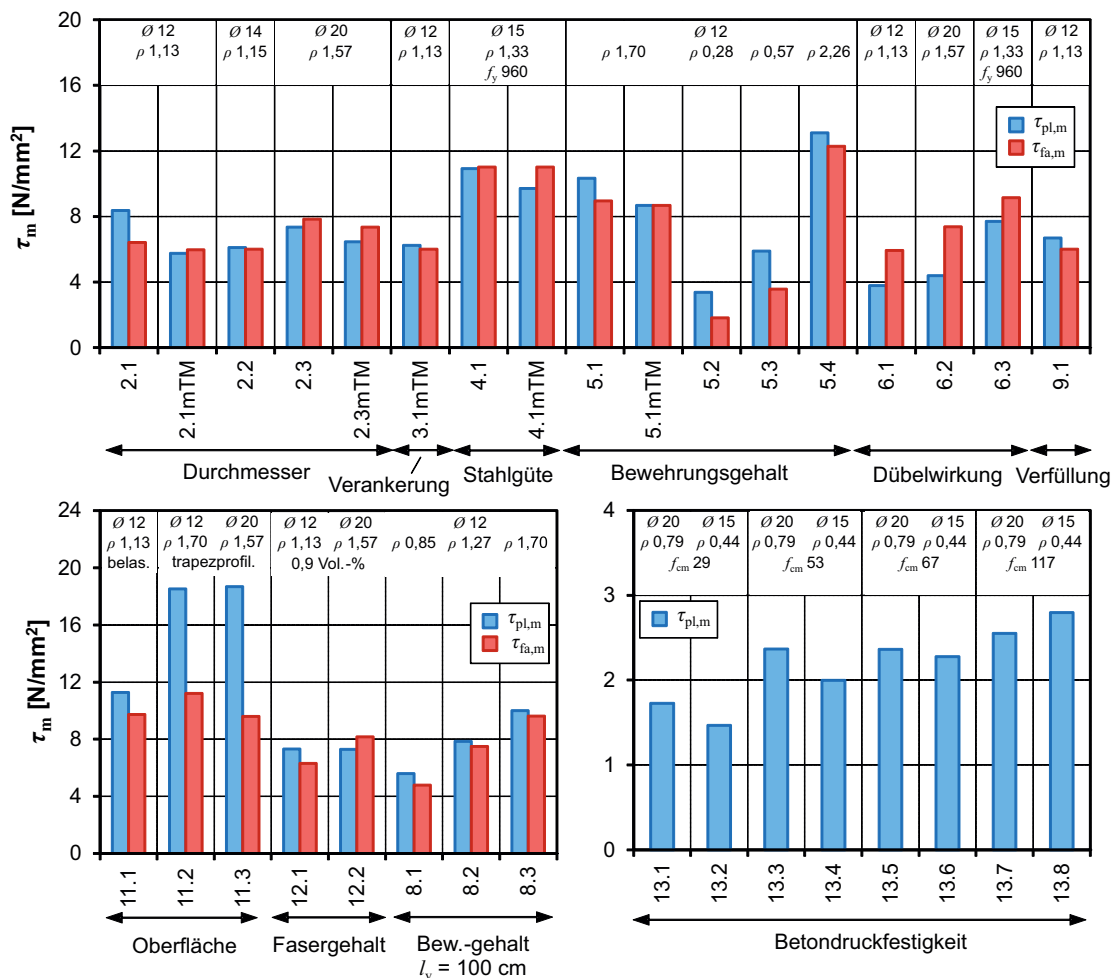 Ø 12 Ø 14 Ø 20 Ø 12 Ø 15 Ø 12 Ø 12 Ø 20 Ø 15 Ø 12
ρ 1,13 ρ 1,15 ρ 1,57 ρ 1,13 ρ 1,33 ρ 1,70 ρ 0,28 ρ 0,57 ρ 2,26 ρ 1,13 ρ 1,57 ρ 1,33 ρ 1,13
fy 960 fy 960
τm [N/mm²]
20
16
12
8
4
0
τpl,m
τfa,m
2.1 2.1mTM 2.2 2.3 2.3mTM 3.1mTM 4.1 4.1mTM 5.1 5.1mTM 5.2 5.3 5.4 6.1 6.2 6.3 9.1
Durchmesser Verankerung Stahlgüte Bewehrungsgehalt Dübelwirkung Verfüllung
Ø 12 Ø 12 Ø 20 Ø 12 Ø 20 Ø 12
ρ 1,13 ρ 1,70 ρ 1,57 ρ 1,13 ρ 1,57 ρ 0,85 ρ 1,27 ρ 1,70
belas. trapezprofil. 0,9 Vol.-%
τm [N/mm²]
24
20
16
12
8
4
0
τpl,m
τfa,m
11.1 11.2 11.3 12.1 12.2 8.1 8.2 8.3
Oberfläche Fasergehalt Bew.-gehalt
lv = 100 cm
Ø 20 Ø 15 Ø 20 Ø 15 Ø 20 Ø 15 Ø 20 Ø 15
ρ 0,79 ρ 0,44 ρ 0,79 ρ 0,44 ρ 0,79 ρ 0,44 ρ 0,79 ρ 0,44
fcm 29 fcm 53 fcm 67 fcm 117
4
3
2
1
0
τpl,m
13.1 13.2 13.3 13.4 13.5 13.6 13.7 13.8
Betondruckfestigkeit